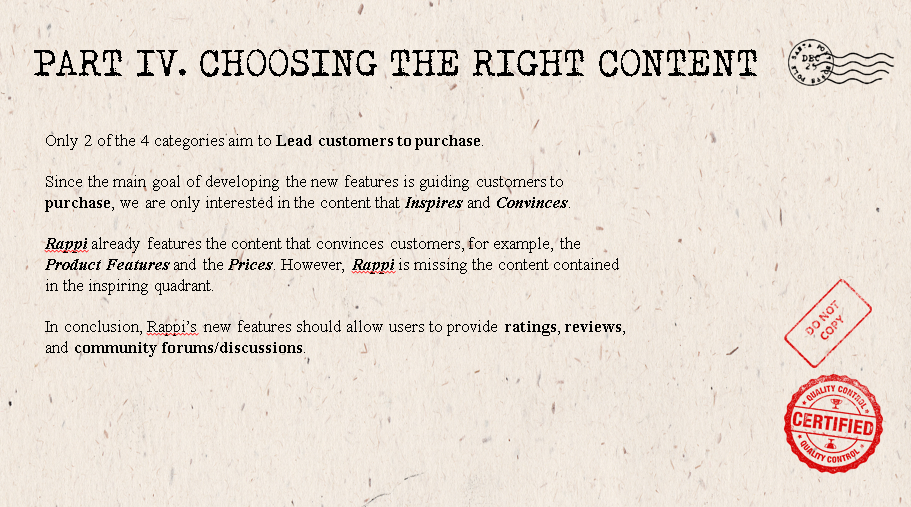 PART IV. CHOOSING THE RIGHT CONTENT
SANTA POST
DEC
25
NORTH POLE
Only 2 of the 4 categories aim to Lead customers to purchase.
Since the main goal of developing the new features is guiding customers to
purchase, we are only interested in the content that Inspires and Convinces.
Rappi already features the content that convinces customers, for example, the
Product Features and the Prices. However, Rappi is missing the content contained
in the inspiring quadrant.
In conclusion, Rappi's new features should allow users to provide ratings, reviews,
and community forums/discussions.
DO NOT
COPY
QUALITY CONTROL
CERTIFIED
QUALITY CONTROL